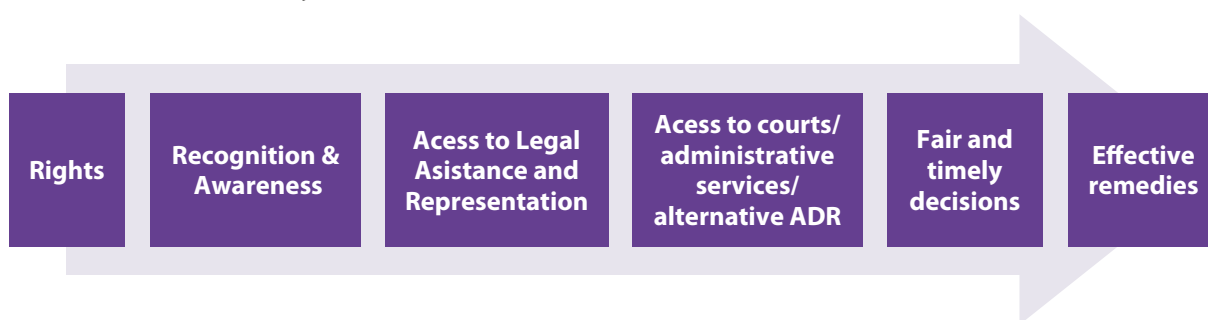 Rights
Recognition &
Awareness
Acess to Legal
Asistance and
Representation
Acess to courts/
administrative
services/
alternative ADR
Fair and
timely
decisions
Effective
remedies